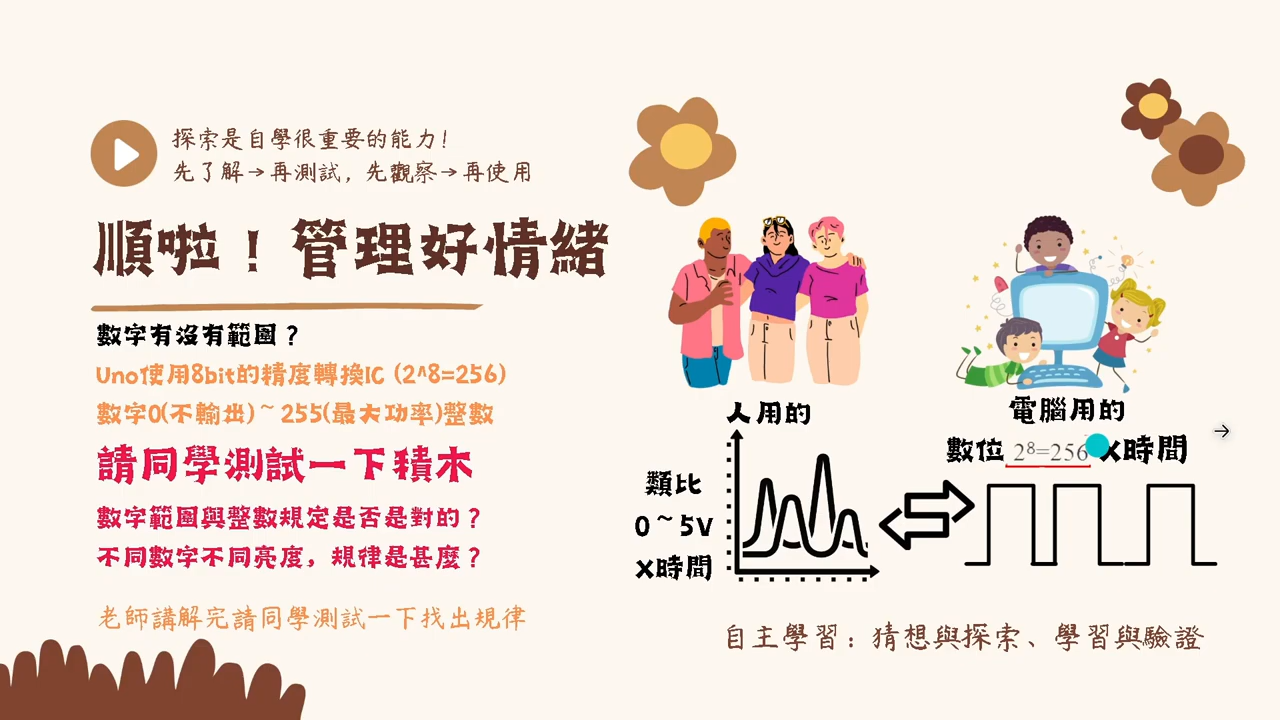 探索是自學很重要的能力！
先了解→再測試，先觀察→再使用
順啦！管理好情緒
數字有沒有範圍？
Uno使用8bit的精度轉換IC (2^8=256)
數字0(不輸出)~255(最大功率)整數
請同學測試一下積木
數字範圍與整數規定是否是對的？
不同數字不同亮度，規律是甚麼？
老師講解完請同學測試一下找出規律
人用的
類比
0~5V
X時間
電腦用的
數位 2⁸=256 X時間
自主學習：猜想與探索、學習與驗證